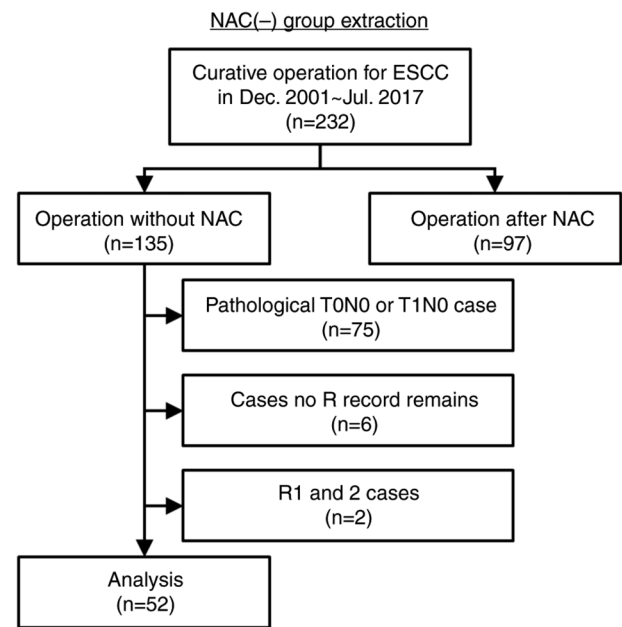 NAC(–) group extraction
Curative operation for ESCC
in Dec. 2001~Jul. 2017
(n=232)
Operation without NAC
(n=135)
Operation after NAC
(n=97)
Pathological T0N0 or T1N0 case
(n=75)
Cases no R record remains
(n=6)
R1 and 2 cases
(n=2)
Analysis
(n=52)